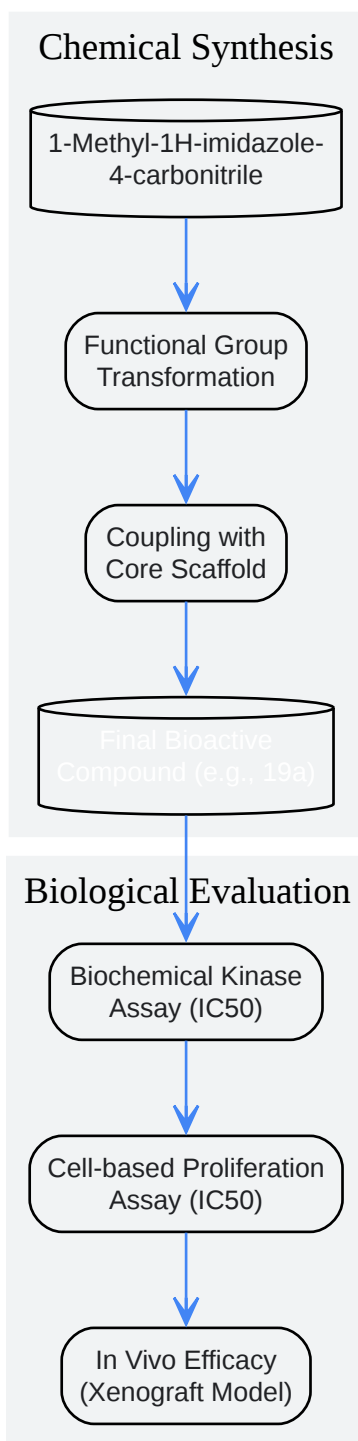 Chemical Synthesis
1-Methyl-1H-imidazole-
4-carbonitrile
Functional Group
Transformation
Coupling with
Core Scaffold
Final Bioactive
Compound (e.g., 19a)
Biological Evaluation
Biochemical Kinase
Assay (IC50)
Cell-based Proliferation
Assay (IC50)
In Vivo Efficacy
(Xenograft Model)